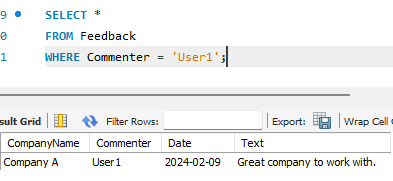 9 SELECT *
0 FROM Feedback
1 WHERE Commenter = 'User1';
sult Grid Filter Rows: Export: Wrap Cell C
CompanyName Commenter Date Text
Company A User1 2024-02-09 Great company to work with.